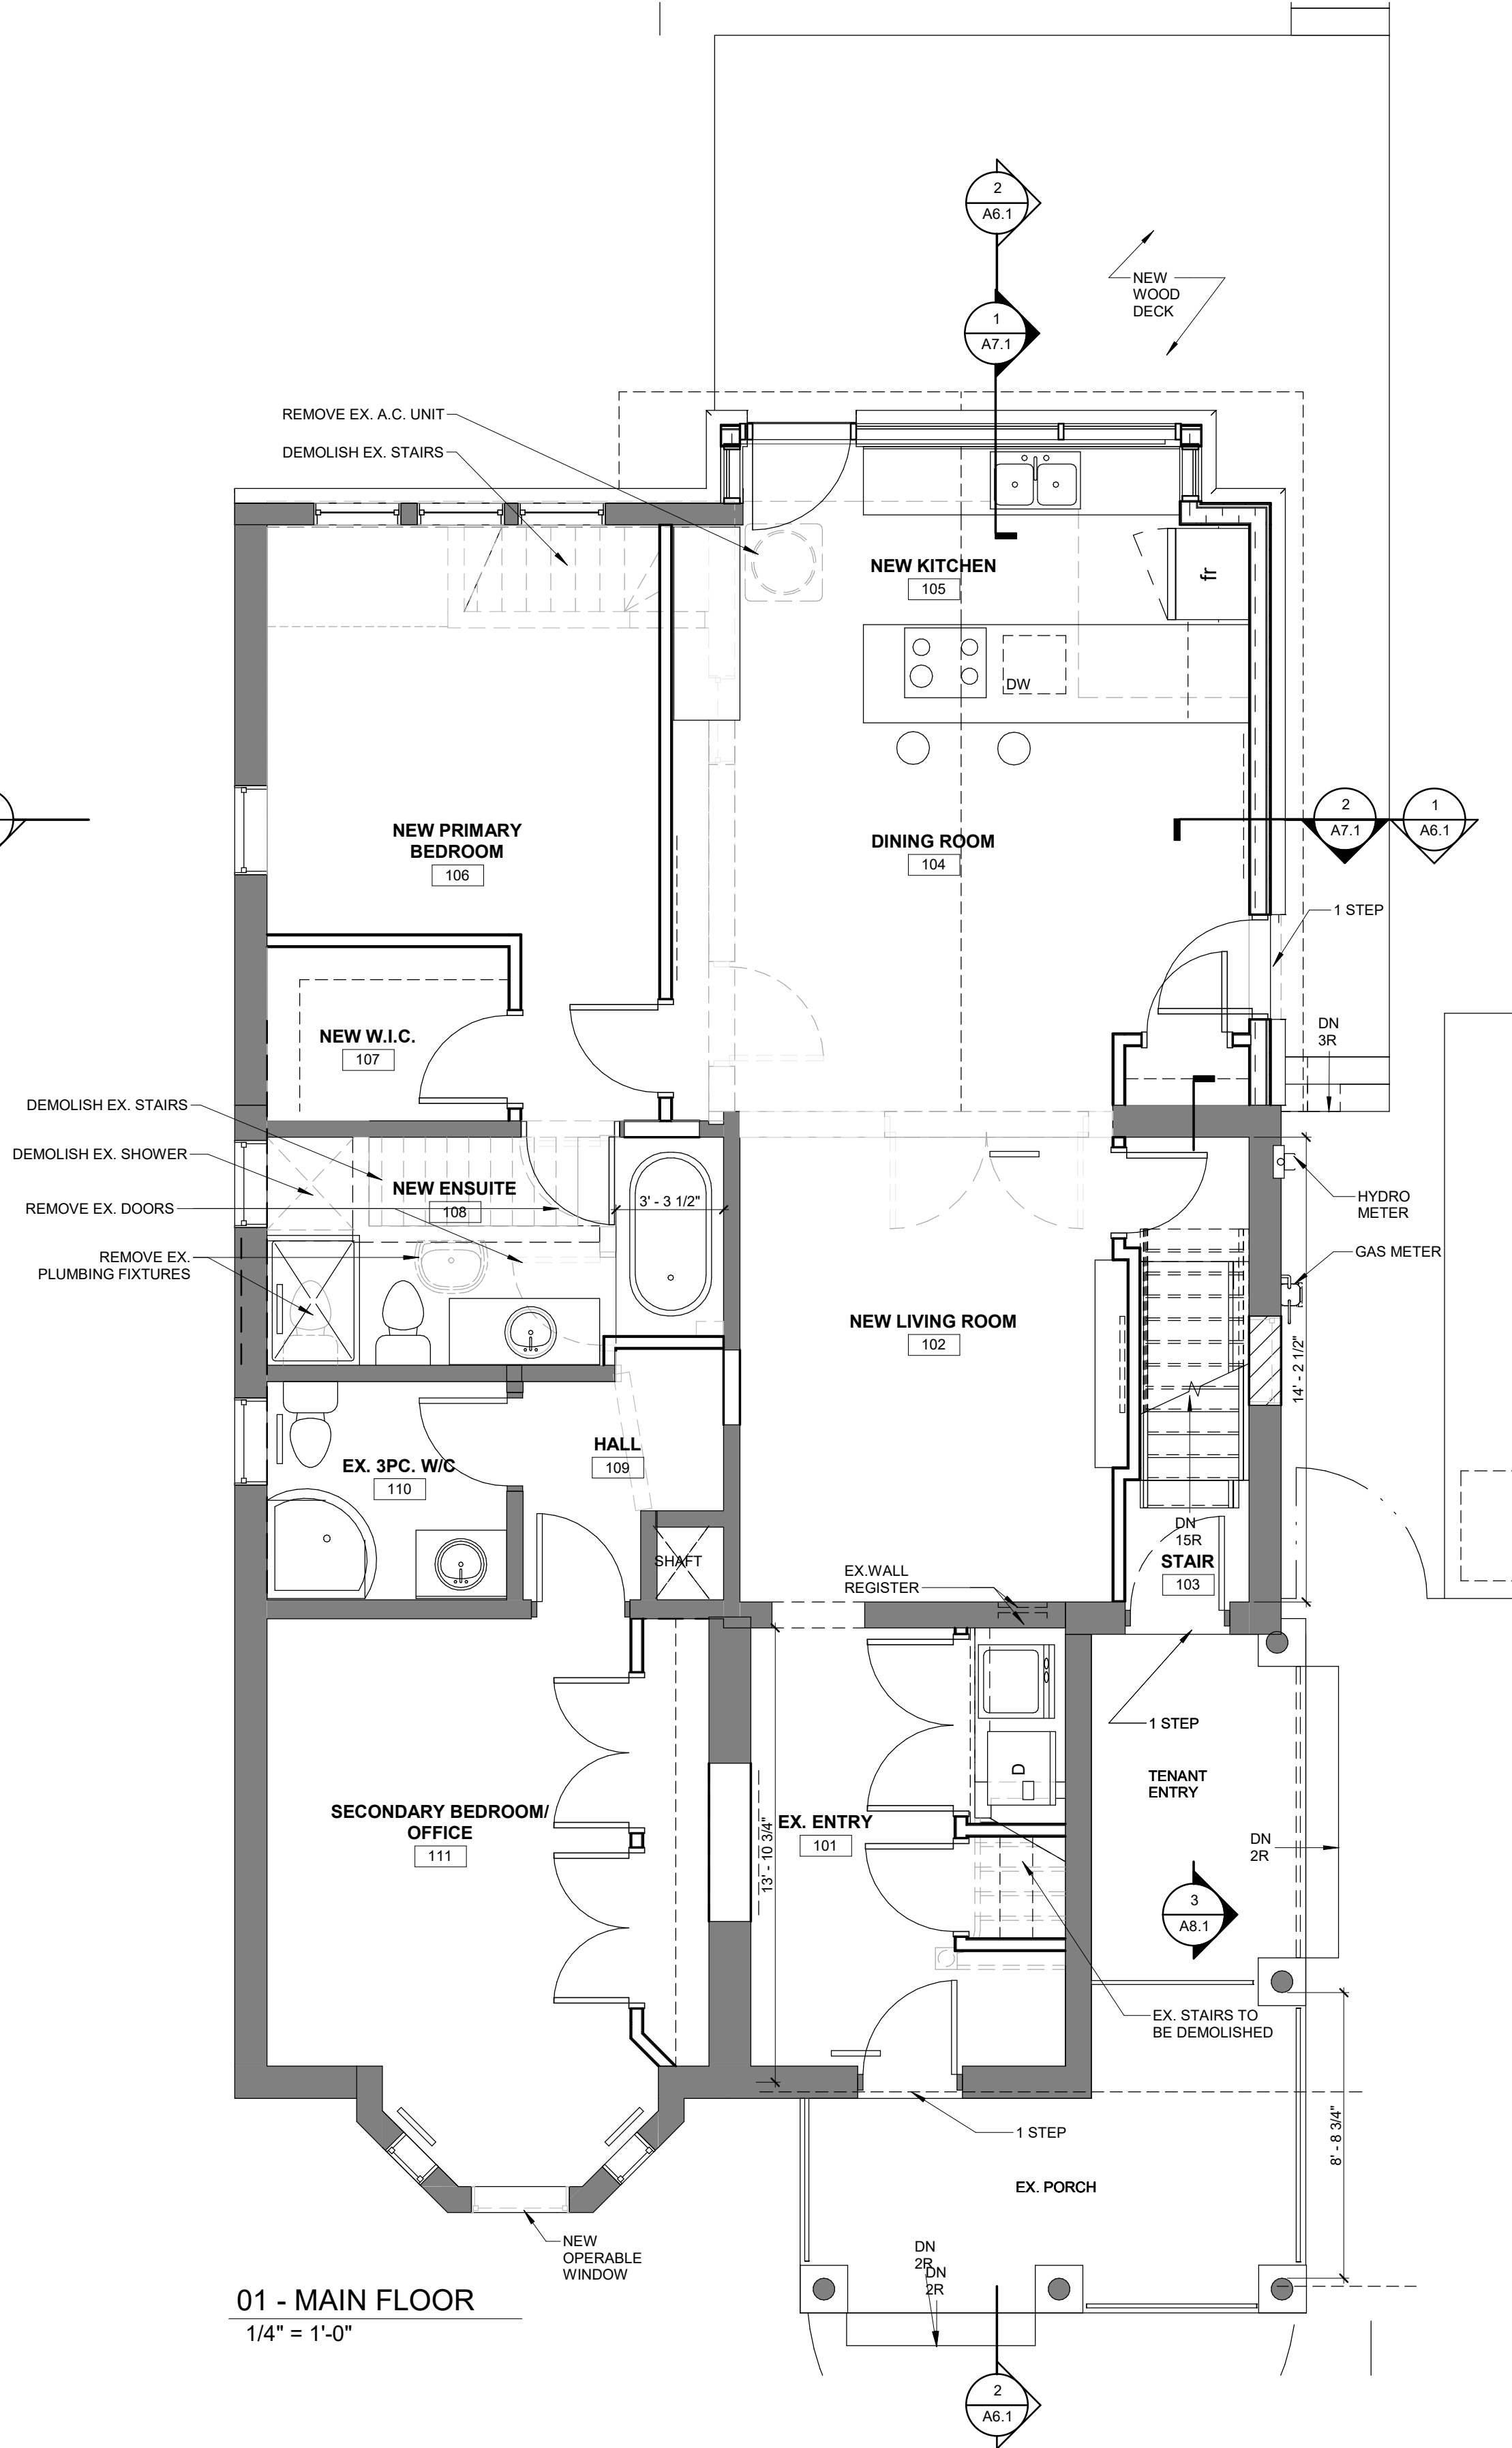 2
A6.1
NEW
WOOD
DECK
1
A7.1
REMOVE EX. A.C. UNIT
DEMOLISH EX. STAIRS
NEW KITCHEN
105
fr
DW
NEW PRIMARY
BEDROOM
106
DINING ROOM
104
2
A7.1
1
A6.1
1 STEP
NEW W.I.C.
107
DN
3R
DEMOLISH EX. STAIRS
DEMOLISH EX. SHOWER
REMOVE EX. DOORS
REMOVE EX.
PLUMBING FIXTURES
NEW ENSUITE
108
3' - 3 1/2"
HYDRO
METER
GAS METER
NEW LIVING ROOM
102
14' - 2 1/2"
HALL
109
EX. 3PC. W/C
110
DN
15R
STAIR
103
SHAFT
EX.WALL
REGISTER
1 STEP
TENANT
ENTRY
D
SECONDARY BEDROOM/
OFFICE
111
EX. ENTRY
101
13' - 10 3/4"
DN
2R
3
A8.1
EX. STAIRS TO
BE DEMOLISHED
1 STEP
8' - 8 3/4"
EX. PORCH
NEW
OPERABLE
WINDOW
DN
2R
DN
2R
01 - MAIN FLOOR
1/4" = 1'-0"
2
A6.1